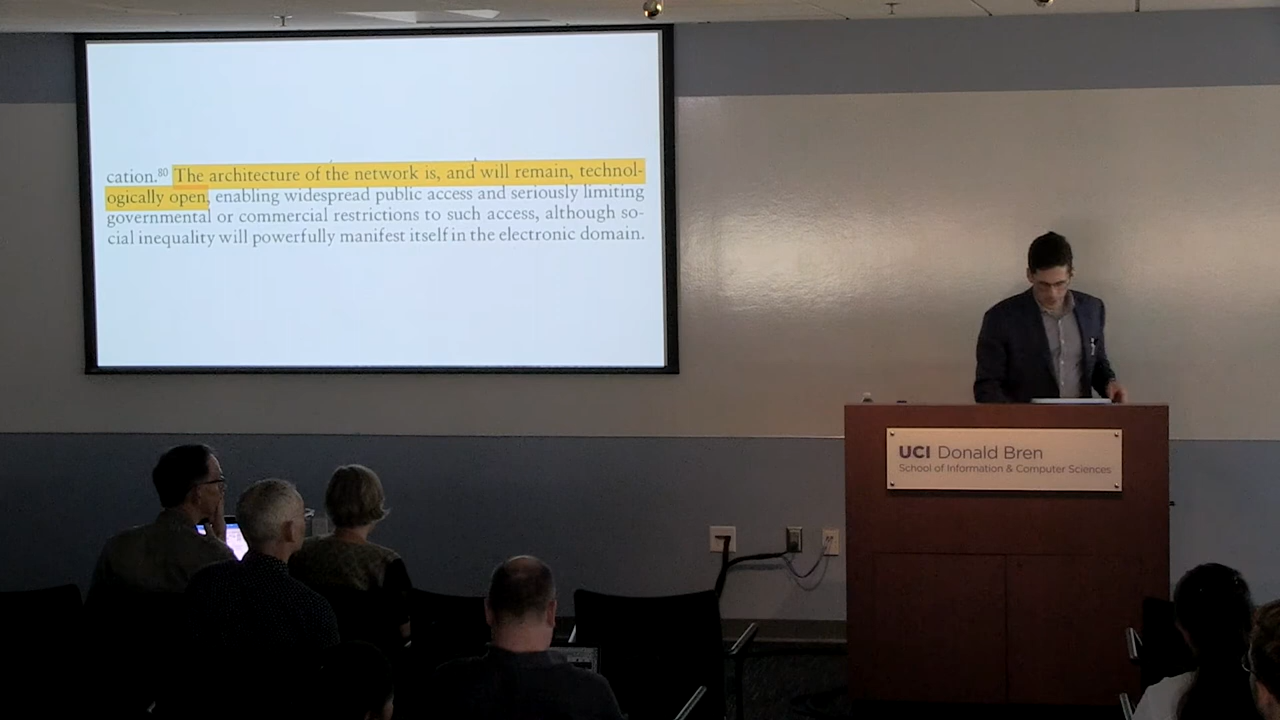 cation.80 The architecture of the network is, and will remain, technol-
ogically open, enabling widespread public access and seriously limiting
governmental or commercial restrictions to such access, although so-
cial inequality will powerfully manifest itself in the electronic domain.
UCI Donald Bren
School of Information & Computer Sciences